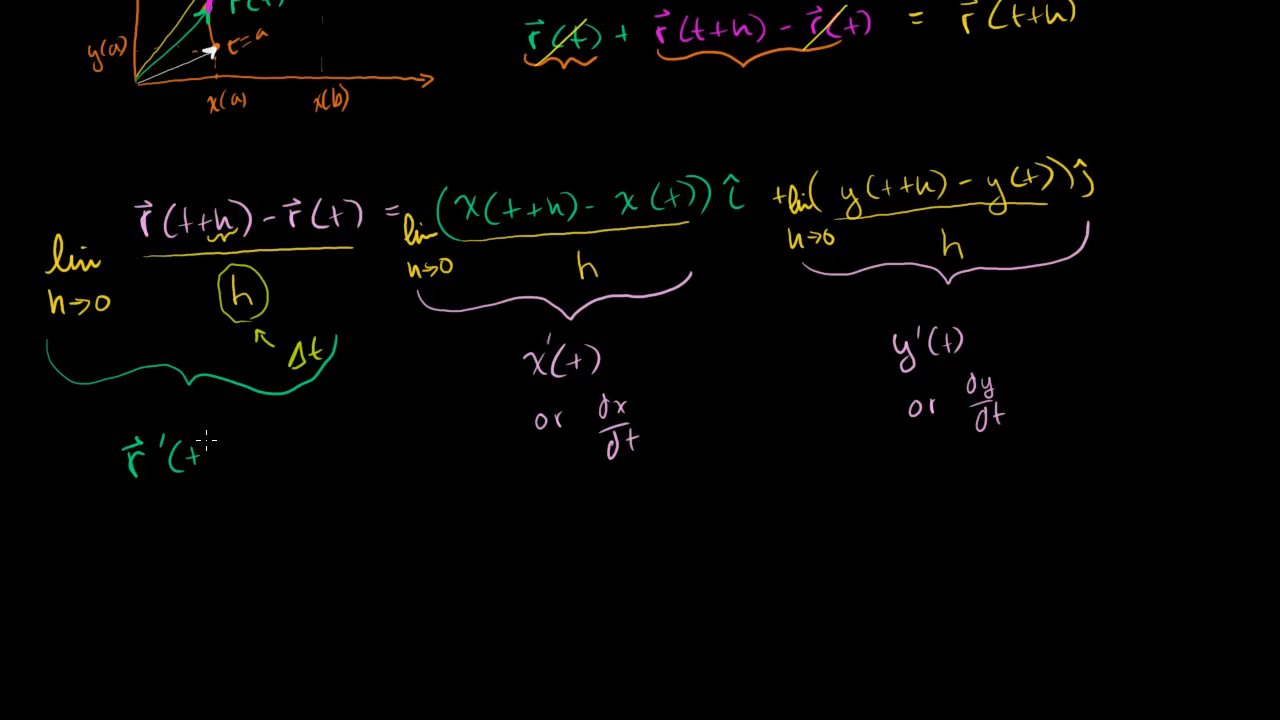 r⃗(t)
y(a)
t=a
x(a) x(b)
r⃗(t) + r⃗(t+h) - r⃗(t) = r⃗(t+h)
lim h→0 (r⃗(t+h) - r⃗(t))/h = lim h→0 (x(t+h) - x(t)) î/h + lim h→0 (y(t+h) - y(t)) ĵ/h
Δt
x'(t) y'(t)
or dx/dt or dy/dt
r⃗'(t